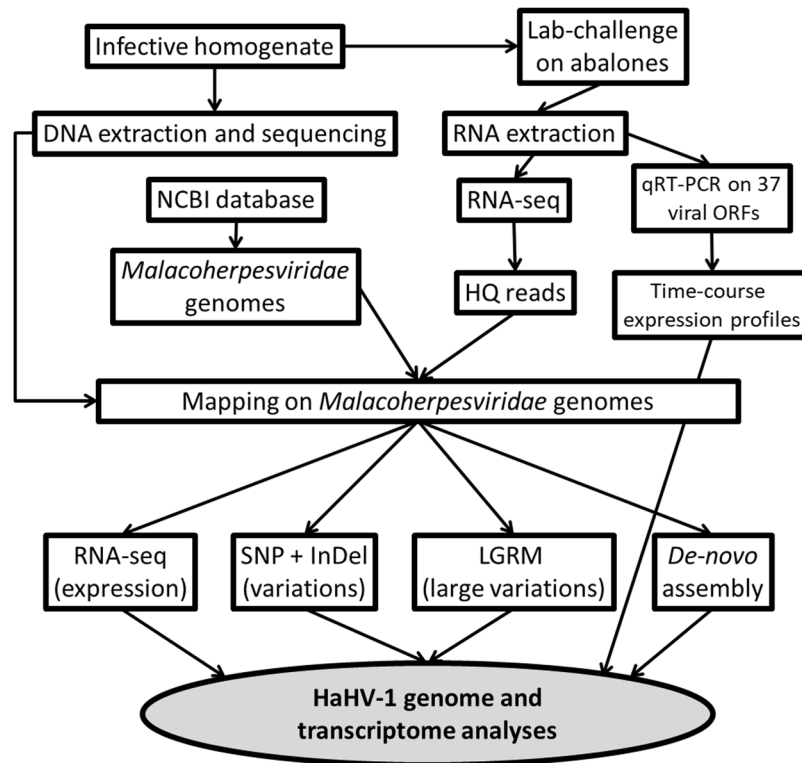 Infective homogenate
Lab-challenge
on abalones
DNA extraction and sequencing
RNA extraction
NCBI database
RNA-seq
qRT-PCR on 37
viral ORFs
Malacoherpesviridae
genomes
HQ reads
Time-course
expression profiles
Mapping on Malacoherpesviridae genomes
RNA-seq
(expression)
SNP + InDel
(variations)
LGRM
(large variations)
De-novo
assembly
HaHV-1 genome and
transcriptome analyses